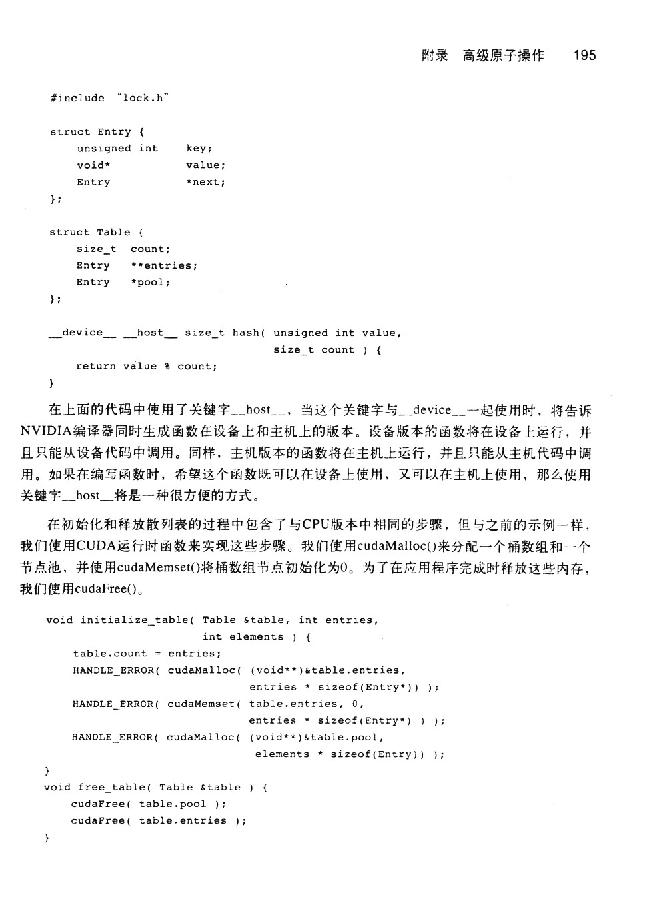 附录 高级原子操作 195
#include "lock.h"
struct Entry {
unsigned int key;
void* value;
Entry *next;
};
struct Table {
size_t count;
Entry **entries;
Entry *pool;
};
__device__ __host__ size_t hash( unsigned int value,
size_t count ) {
return value % count;
}
在上面的代码中使用了关键字__host__，当这个关键字与__device__一起使用时，将告诉
NVIDIA编译器同时生成函数在设备上和主机上的版本。设备版本的函数将在设备上运行，并
且只能从设备代码中调用。同样，主机版本的函数将在主机上运行，并且只能从主机代码中调
用。如果在编写函数时，希望这个函数既可以在设备上使用，又可以在主机上使用，那么使用
关键字__host__将是一种很方便的方式。
在初始化和释放散列表的过程中包含了与CPU版本中相同的步骤，但与之前的示例一样，
我们使用CUDA运行时函数来实现这些步骤。我们使用cudaMalloc()来分配一个桶数组和一个
节点池，并使用cudaMemset()将桶数组节点初始化为0。为了在应用程序完成时释放这些内存，
我们使用cudaFree()。
void initialize_table( Table &table, int entries,
int elements ) {
table.count = entries;
HANDLE_ERROR( cudaMalloc( (void**)&table.entries,
entries * sizeof(Entry*)) );
HANDLE_ERROR( cudaMemset( table.entries, 0,
entries * sizeof(Entry*) ) );
HANDLE_ERROR( cudaMalloc( (void**)&table.pool,
elements * sizeof(Entry)) );
}
void free_table( Table &table ) {
cudaFree( table.pool );
cudaFree( table.entries );
}